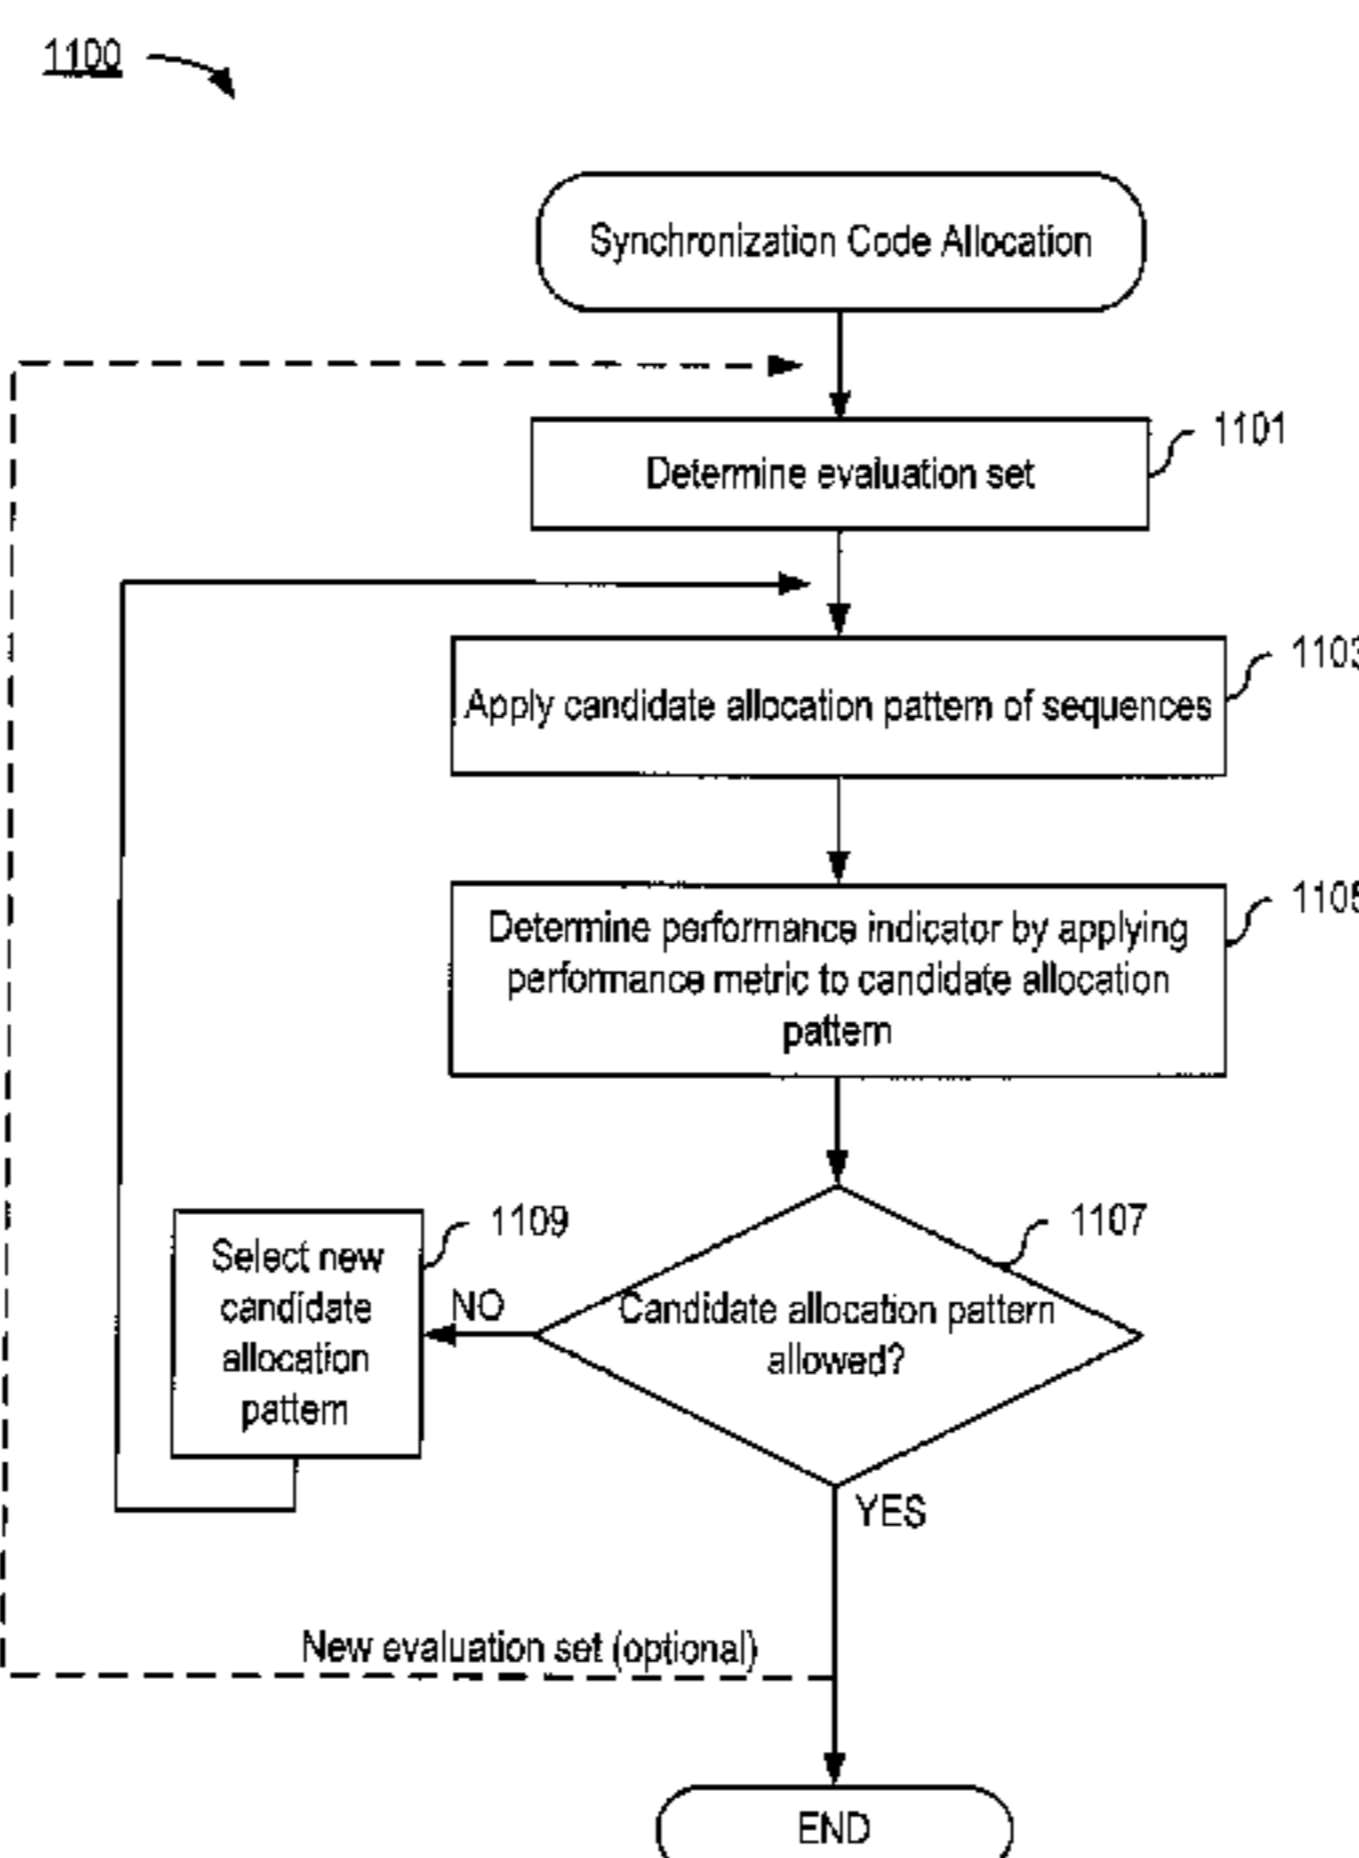 1100
Synchronization Code Allocation
1101
Determine evaluation set
1103
Apply candidate allocation pattern of sequences
1105
Determine performance indicator by applying
performance metric to candidate allocation
pattern
1109
1107
Select new
candidate
allocation
pattern
NO
Candidate allocation pattern
allowed?
YES
New evaluation set (optional)
END